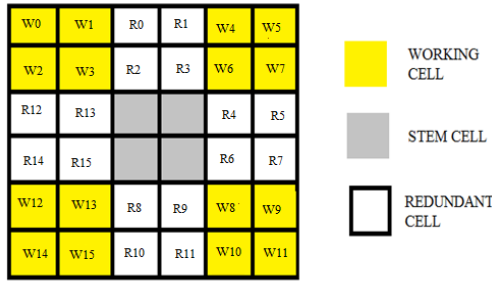 W0 W1 R0 R1 W4 W5
W2 W3 R2 R3 W6 W7
R12 R13 R4 R5
R14 R15 R6 R7
W12 W13 R8 R9 W8 W9
W14 W15 R10 R11 W10 W11
WORKING
CELL
STEM CELL
REDUNDANT
CELL